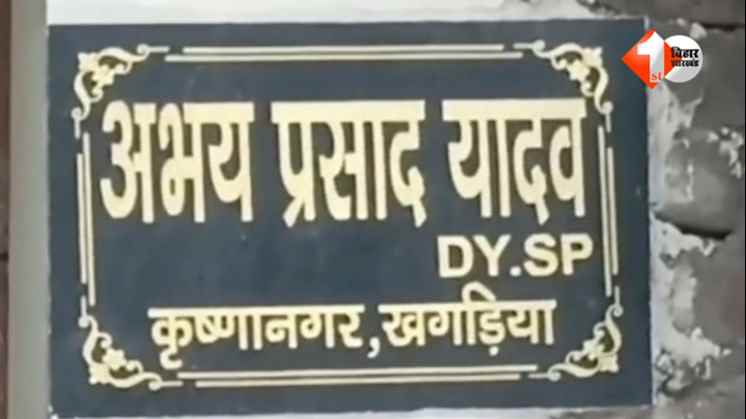 1st
बिहार
झारखंड
अभय प्रसाद यादव
DY.SP
कृष्णानगर,खगड़िया